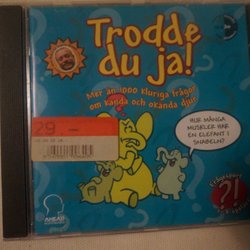 Trodde
du ja!
Mer än 1000 kluriga frågor
om kända och okända djur
29.-
HUR MÅNGA
MUSKLER HAR
EN ELEFANT I
SNABELN?
?!